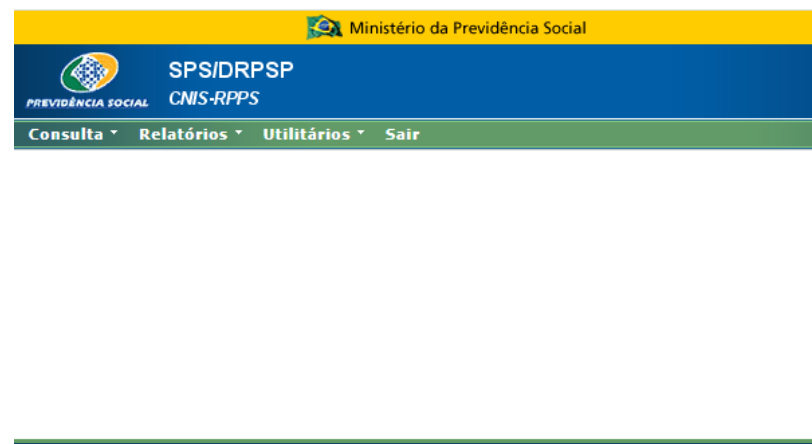 Ministério da Previdência Social
SPS/DRPSP
PREVIDÊNCIA SOCIAL CNIS-RPPS
Consulta Relatórios Utilitários Sair